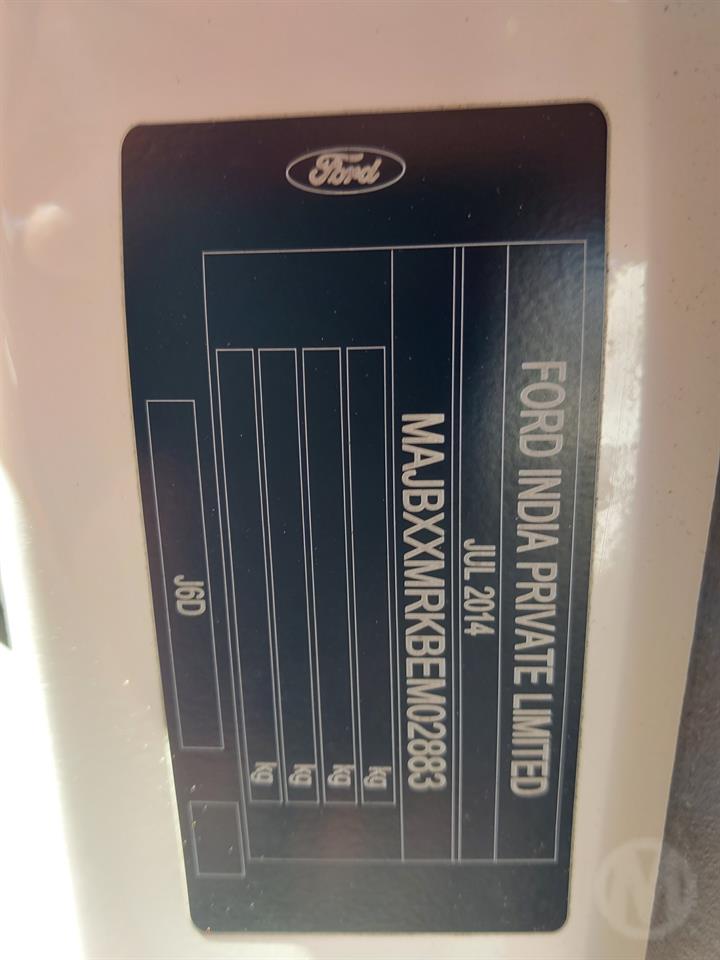 Ford
FORD INDIA PRIVATE LIMITED
JUL 2014
MAJBXXMRKBEM02883
kg
kg
kg
kg
J6D
M